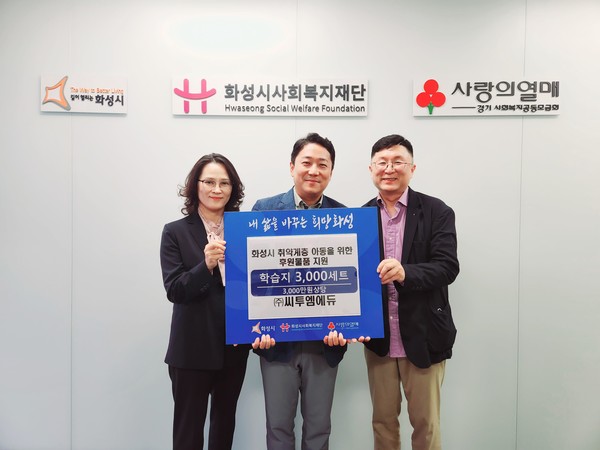 The Way to Better Living
길이 열리는 화성시
화성시사회복지재단
Hwaseong Social Welfare Foundation
사랑의열매
경기 사회복지공동모금회
내 삶을 바꾸는 희망화성
화성시 취약계층 아동을 위한
후원물품 지원
학습지 3,000세트
3,000만원상당
㈜씨투엠에듀
화성시
화성시사회복지재단
사랑의열매